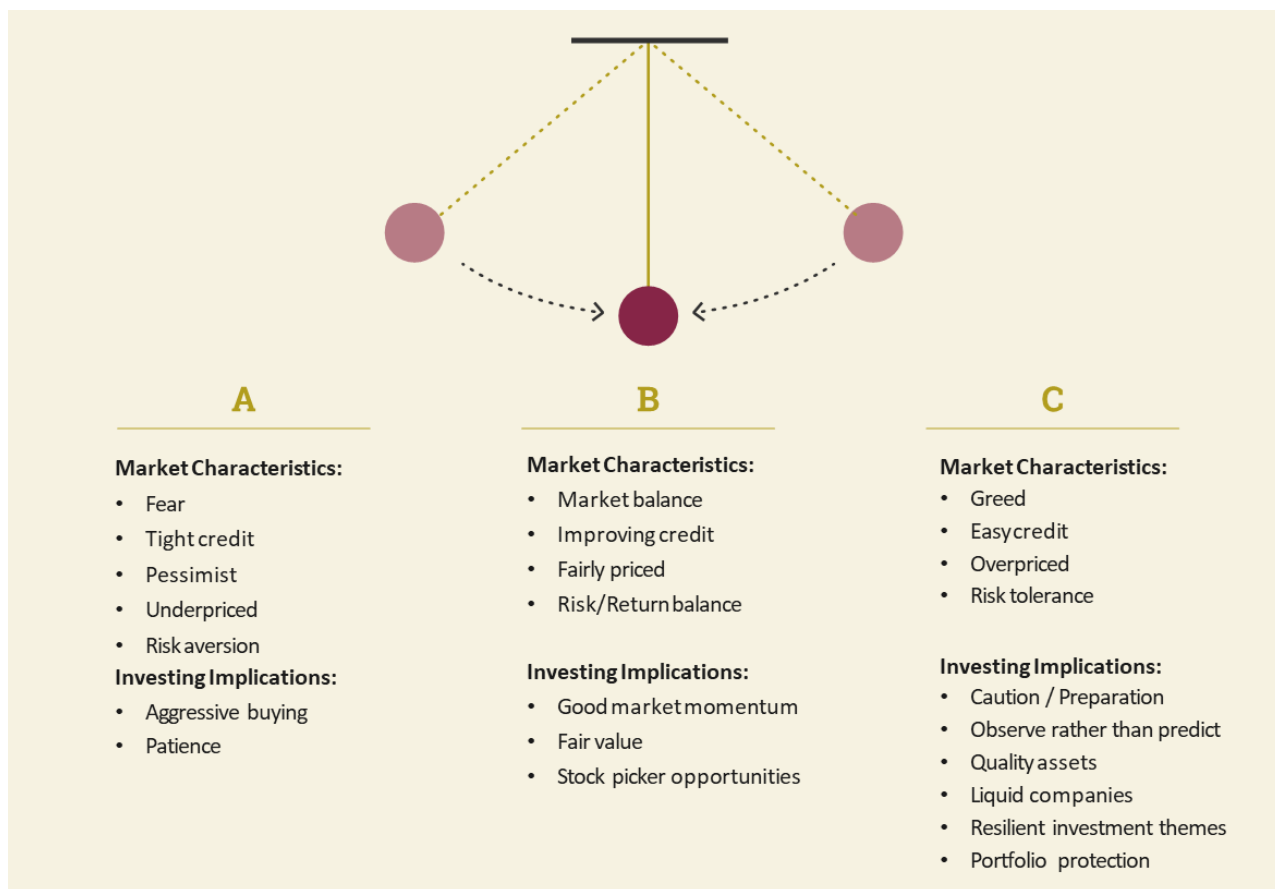 A
Market Characteristics:
• Fear
• Tight credit
• Pessimist
• Underpriced
• Risk aversion
Investing Implications:
• Aggressive buying
• Patience
B
Market Characteristics:
• Market balance
• Improving credit
• Fairly priced
• Risk/Return balance
Investing Implications:
• Good market momentum
• Fair value
• Stock picker opportunities
C
Market Characteristics:
• Greed
• Easy credit
• Overpriced
• Risk tolerance
Investing Implications:
• Caution / Preparation
• Observe rather than predict
• Quality assets
• Liquid companies
• Resilient investment themes
• Portfolio protection